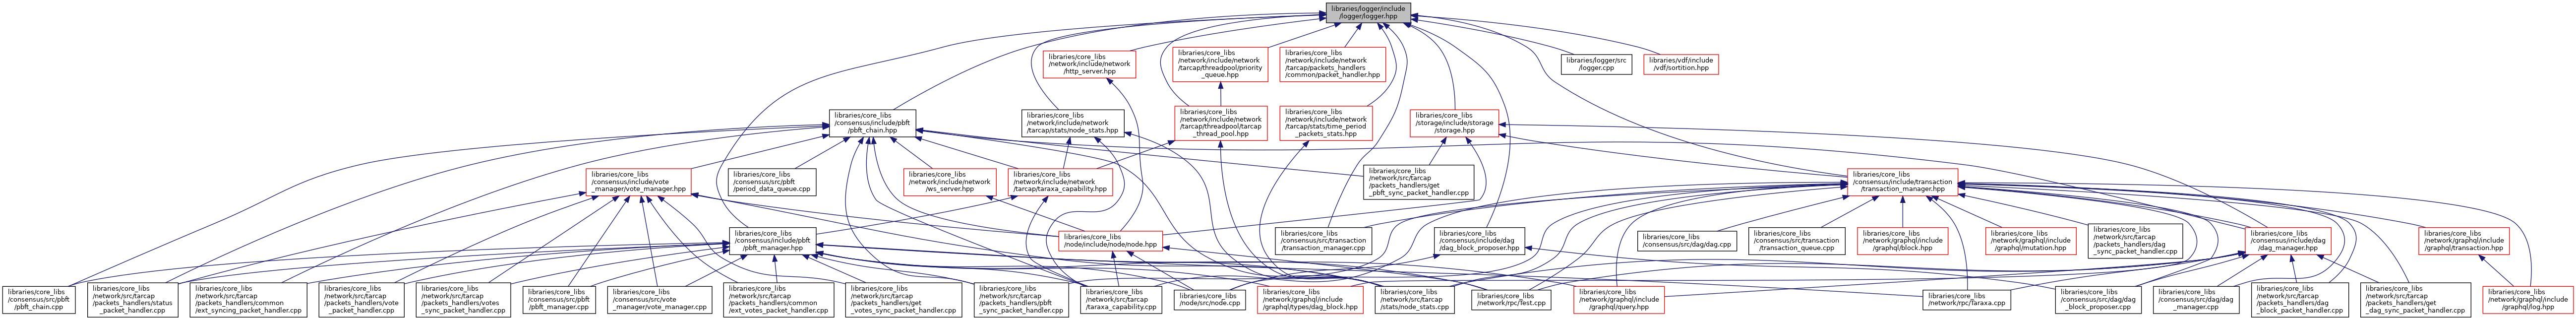 libraries/logger/include
/logger/logger.hpp
libraries/core_libs
/network/include/network
/http_server.hpp
libraries/core_libs
/network/include/network
/tarcap/threadpool/priority
_queue.hpp
libraries/core_libs
/network/include/network
/tarcap/packets_handlers
/common/packet_handler.hpp
libraries/logger/src
/logger.cpp
libraries/vdf/include
/vdf/sortition.hpp
libraries/core_libs
/consensus/include/pbft
/pbft_chain.hpp
libraries/core_libs
/network/include/network
/tarcap/stats/node_stats.hpp
libraries/core_libs
/network/include/network
/tarcap/threadpool/tarcap
_thread_pool.hpp
libraries/core_libs
/network/include/network
/tarcap/stats/time_period
_packets_stats.hpp
libraries/core_libs
/storage/include/storage
/storage.hpp
libraries/core_libs
/consensus/include/vote
_manager/vote_manager.hpp
libraries/core_libs
/consensus/src/pbft
/period_data_queue.cpp
libraries/core_libs
/network/include/network
/ws_server.hpp
libraries/core_libs
/network/include/network
/tarcap/taraxa_capability.hpp
libraries/core_libs
/network/src/tarcap
/packets_handlers/get
_pbft_sync_packet_handler.cpp
libraries/core_libs
/consensus/include/transaction
/transaction_manager.hpp
libraries/core_libs
/consensus/include/pbft
/pbft_manager.hpp
libraries/core_libs
/node/include/node/node.hpp
libraries/core_libs
/consensus/src/transaction
/transaction_manager.cpp
libraries/core_libs
/consensus/include/dag
/dag_block_proposer.hpp
libraries/core_libs
/consensus/src/dag/dag.cpp
libraries/core_libs
/consensus/src/transaction
/transaction_queue.cpp
libraries/core_libs
/network/graphql/include
/graphql/block.hpp
libraries/core_libs
/network/graphql/include
/graphql/mutation.hpp
libraries/core_libs
/network/src/tarcap
/packets_handlers/dag
_sync_packet_handler.cpp
libraries/core_libs
/consensus/include/dag
/dag_manager.hpp
libraries/core_libs
/network/graphql/include
/graphql/transaction.hpp
libraries/core_libs
/consensus/src/pbft
/pbft_chain.cpp
libraries/core_libs
/network/src/tarcap
/packets_handlers/status
_packet_handler.cpp
libraries/core_libs
/network/src/tarcap
/packets_handlers/common
/ext_syncing_packet_handler.cpp
libraries/core_libs
/network/src/tarcap
/packets_handlers/vote
_packet_handler.cpp
libraries/core_libs
/network/src/tarcap
/packets_handlers/votes
_sync_packet_handler.cpp
libraries/core_libs
/consensus/src/pbft
/pbft_manager.cpp
libraries/core_libs
/consensus/src/vote
_manager/vote_manager.cpp
libraries/core_libs
/network/src/tarcap
/packets_handlers/common
/ext_votes_packet_handler.cpp
libraries/core_libs
/network/src/tarcap
/packets_handlers/get
_votes_sync_packet_handler.cpp
libraries/core_libs
/network/src/tarcap
/packets_handlers/pbft
_sync_packet_handler.cpp
libraries/core_libs
/network/src/tarcap
/taraxa_capability.cpp
libraries/core_libs
/node/src/node.cpp
libraries/core_libs
/network/graphql/include
/graphql/types/dag_block.hpp
libraries/core_libs
/network/src/tarcap
/stats/node_stats.cpp
libraries/core_libs
/network/rpc/Test.cpp
libraries/core_libs
/network/graphql/include
/graphql/query.hpp
libraries/core_libs
/network/rpc/Taraxa.cpp
libraries/core_libs
/consensus/src/dag/dag
_block_proposer.cpp
libraries/core_libs
/consensus/src/dag/dag
_manager.cpp
libraries/core_libs
/network/src/tarcap
/packets_handlers/dag
_block_packet_handler.cpp
libraries/core_libs
/network/src/tarcap
/packets_handlers/get
_dag_sync_packet_handler.cpp
libraries/core_libs
/network/graphql/include
/graphql/log.hpp